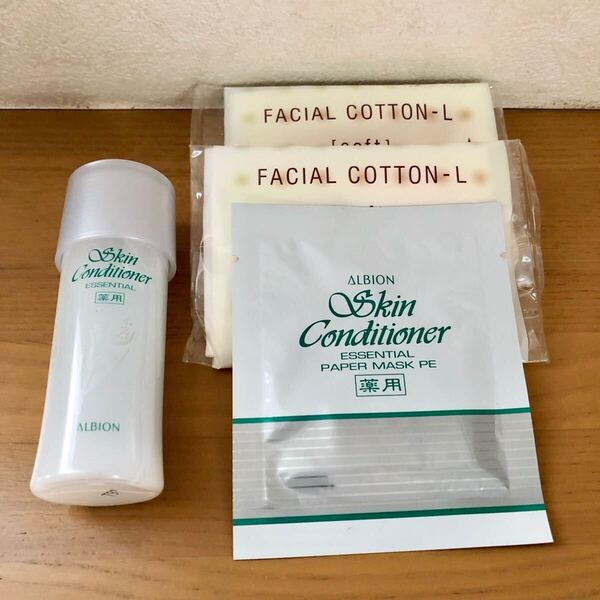 Skin
Conditioner
ESSENTIAL
薬用
ALBION
FACIAL COTTON-L
[soft]
FACIAL COTTON-L
ALBION
Skin
Conditioner
ESSENTIAL
PAPER MASK PE
薬用